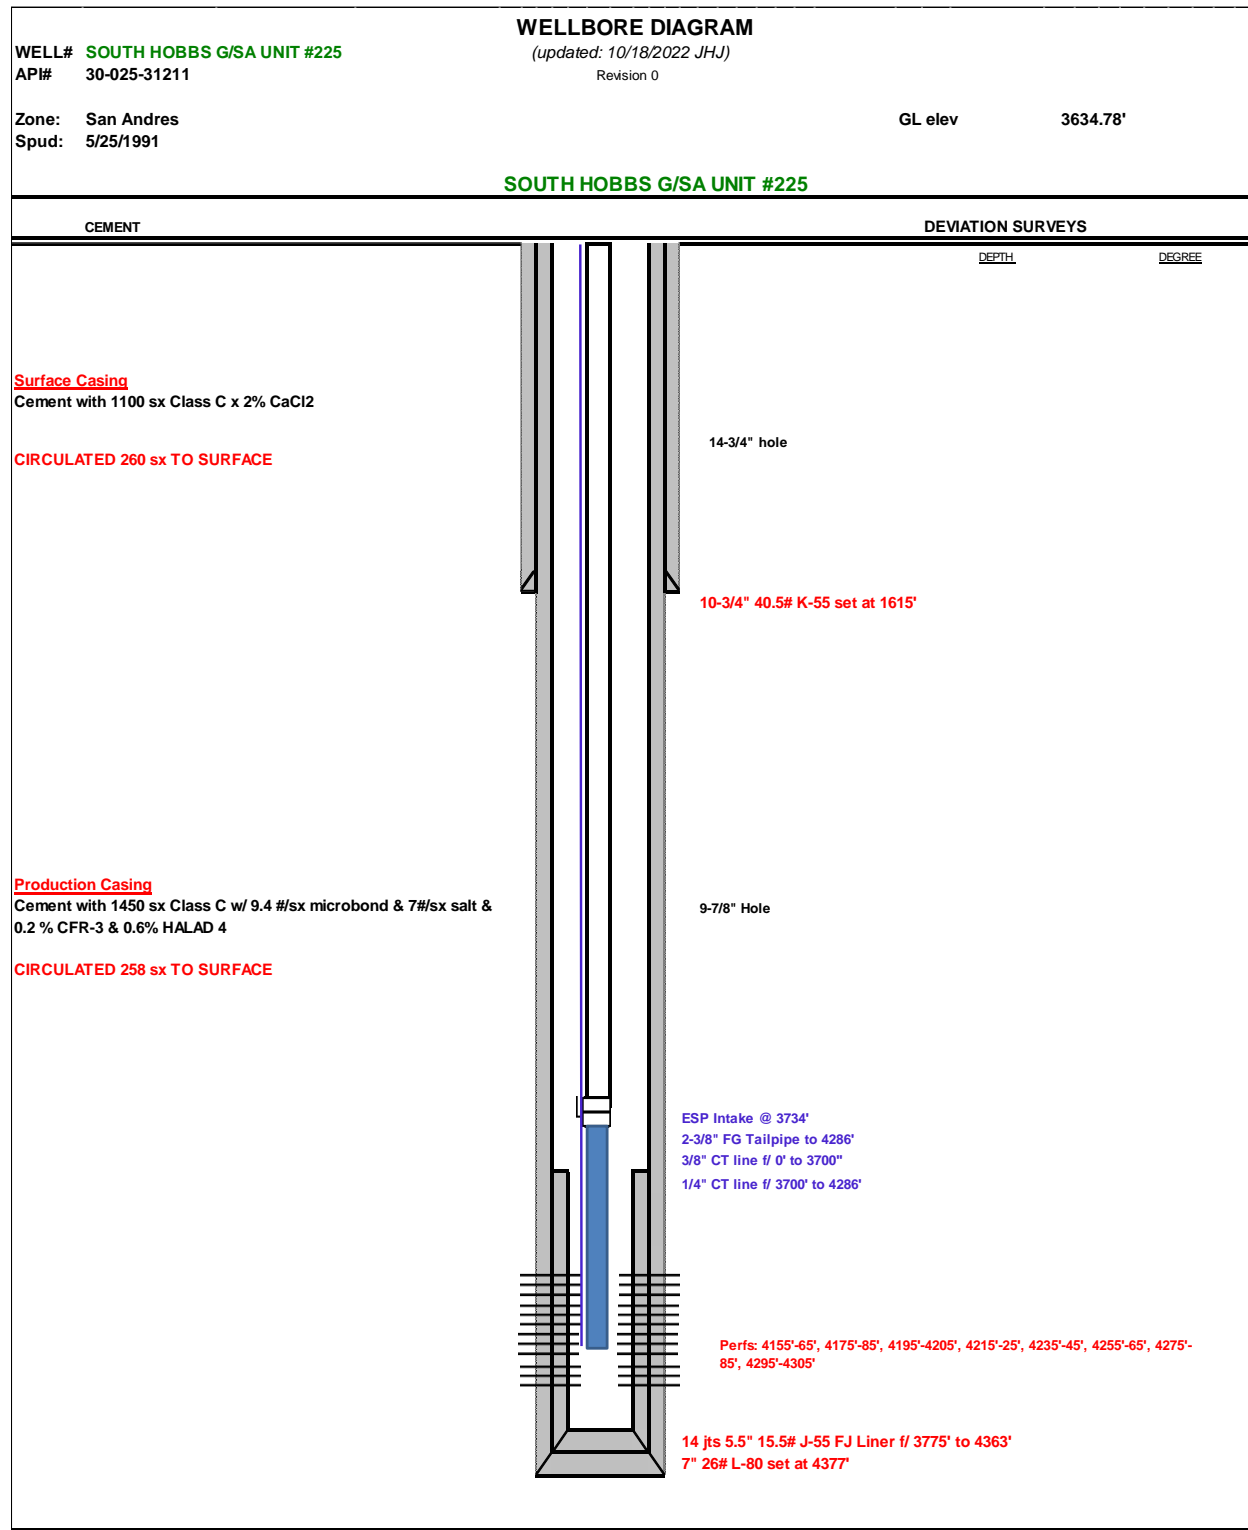 WELLBORE DIAGRAM
WELL# SOUTH HOBBS G/SA UNIT #225 (updated: 10/18/2022 JHJ)
API# 30-025-31211 Revision 0
Zone: San Andres GL elev 3634.78'
Spud: 5/25/1991
SOUTH HOBBS G/SA UNIT #225
CEMENT DEVIATION SURVEYS
DEPTH DEGREE
Surface Casing
Cement with 1100 sx Class C x 2% CaCl2
14-3/4" hole
CIRCULATED 260 sx TO SURFACE
10-3/4" 40.5# K-55 set at 1615'
Production Casing
Cement with 1450 sx Class C w/ 9.4 #/sx microbond & 7#/sx salt &
9-7/8" Hole
0.2 % CFR-3 & 0.6% HALAD 4
CIRCULATED 258 sx TO SURFACE
ESP Intake @ 3734'
2-3/8" FG Tailpipe to 4286'
3/8" CT line f/ 0' to 3700"
1/4" CT line f/ 3700' to 4286'
Perfs: 4155'-65', 4175'-85', 4195'-4205', 4215'-25', 4235'-45', 4255'-65', 4275'-
85', 4295'-4305'
14 jts 5.5" 15.5# J-55 FJ Liner f/ 3775' to 4363'
7" 26# L-80 set at 4377'